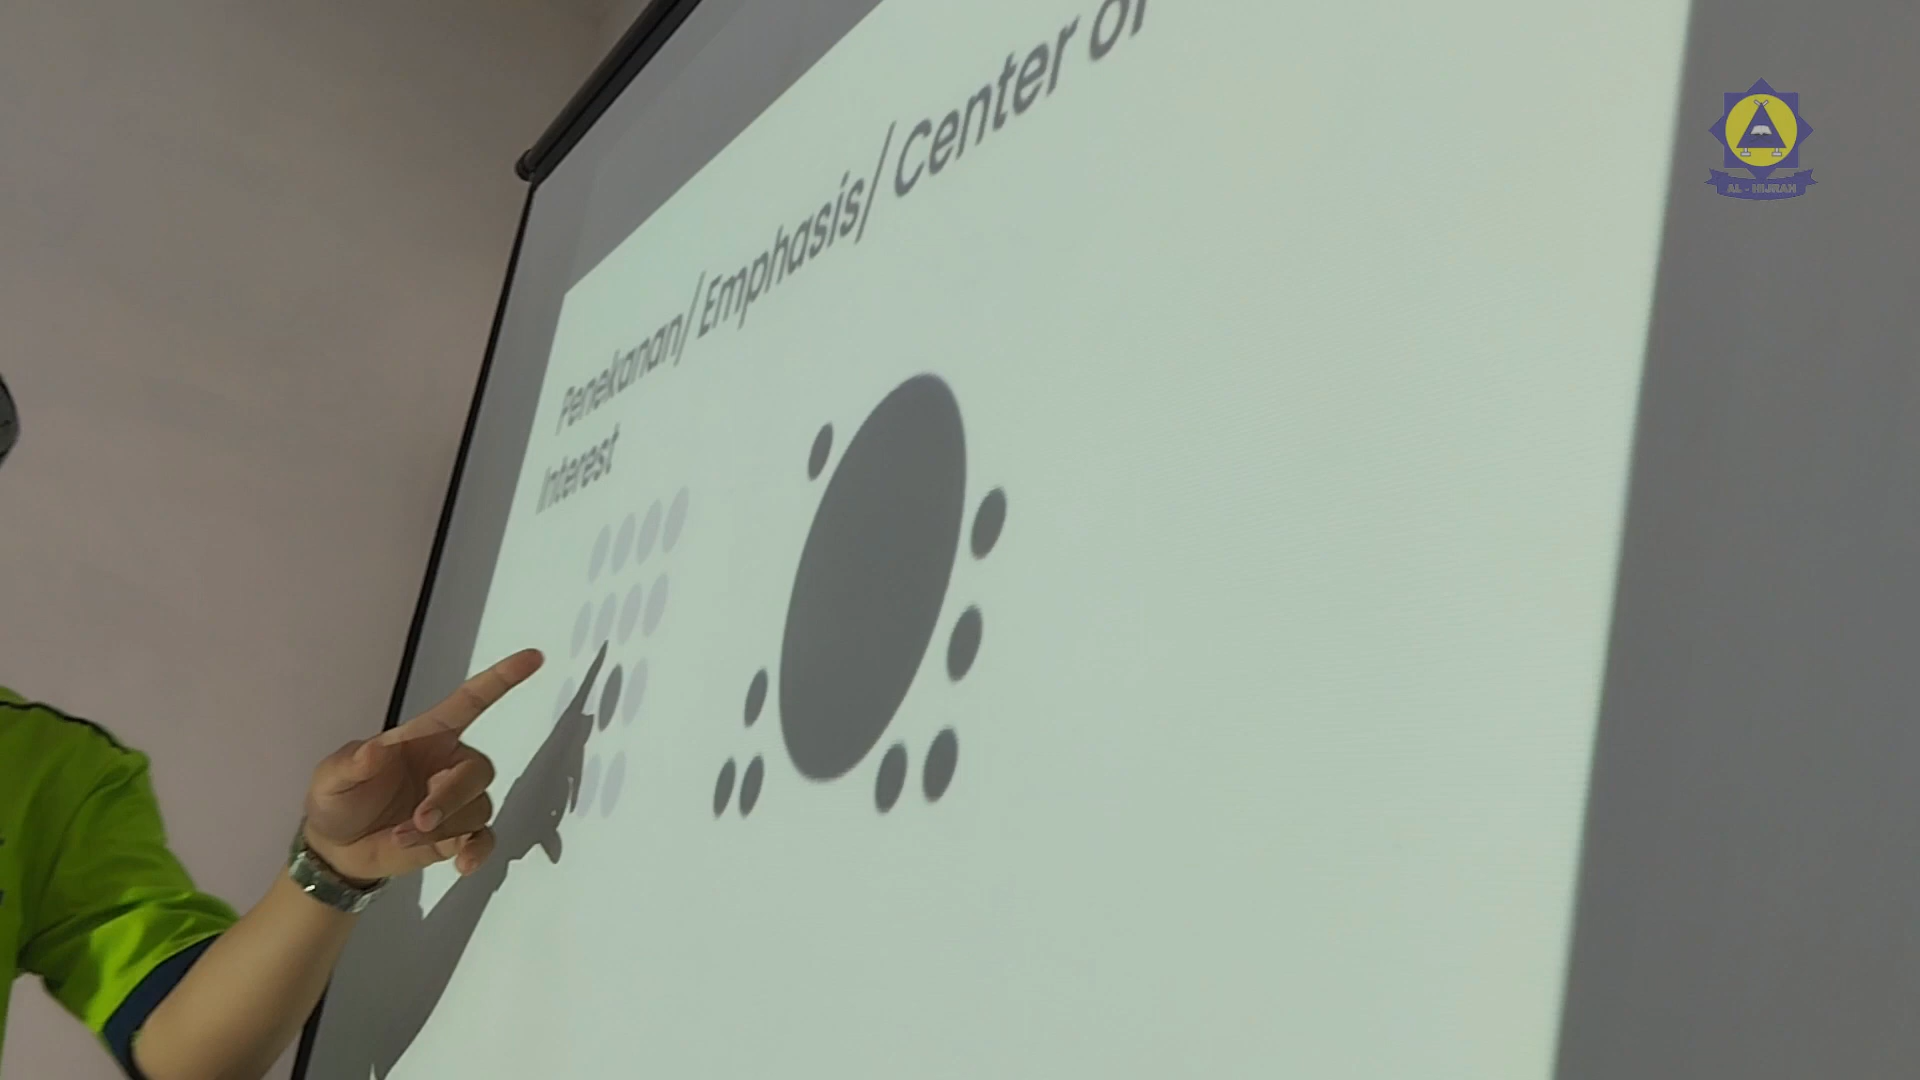 Penekanan/ Emphasis/ Center of
Interest
AL - HIJRAH